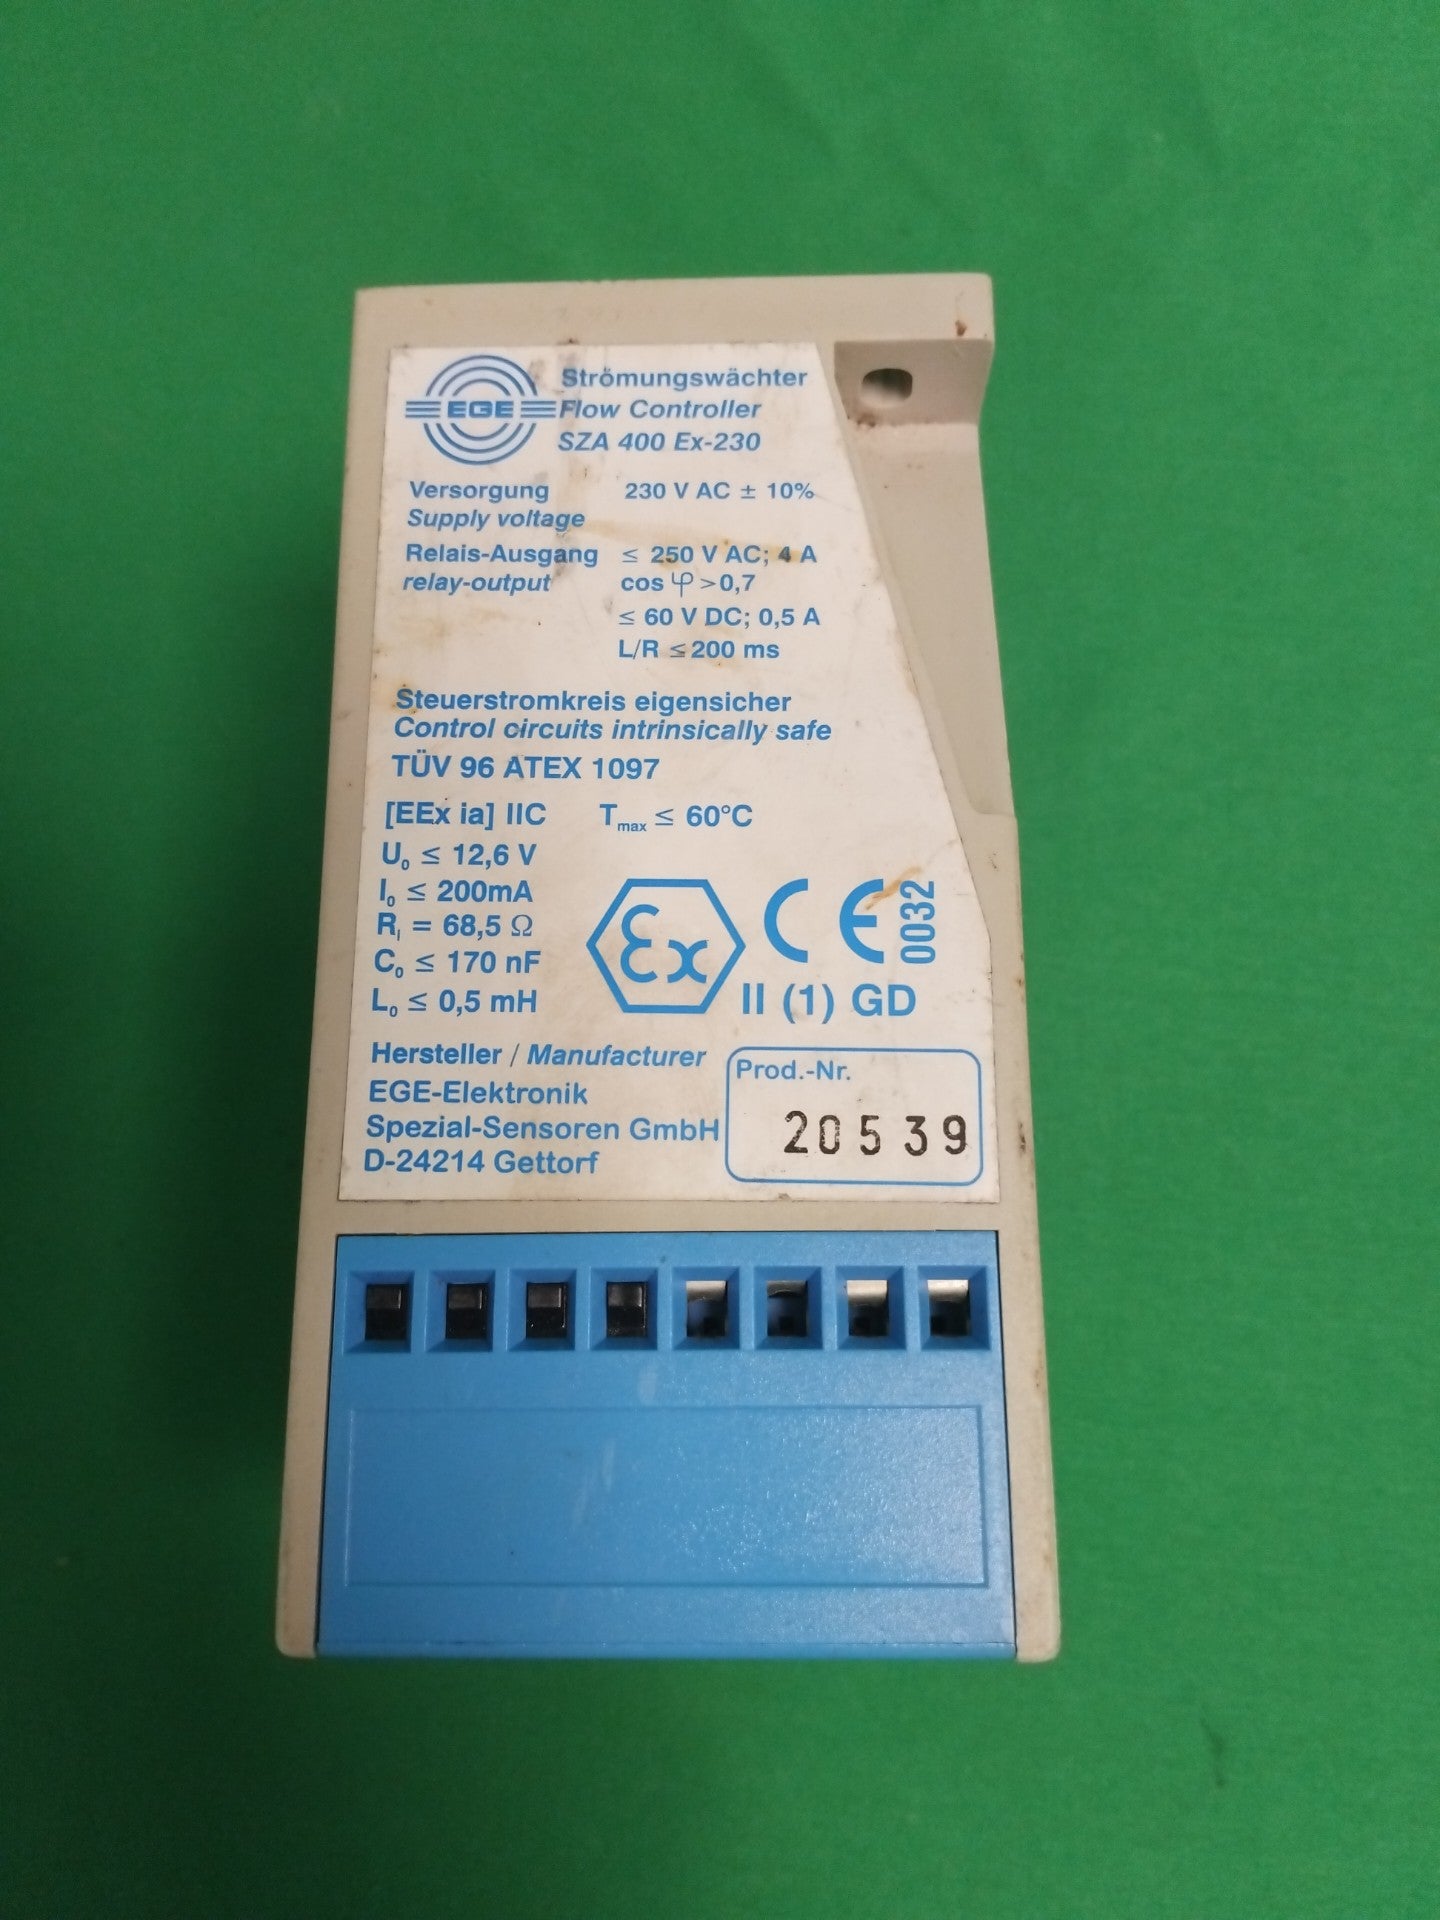 EGE
Strömungswächter
Flow Controller
SZA 400 Ex-230
Versorgung 230 V AC ± 10%
Supply voltage
Relais-Ausgang ≤ 250 V AC; 4 A
relay-output cos φ > 0,7
≤ 60 V DC; 0,5 A
L/R ≤ 200 ms
Steuerstromkreis eigensicher
Control circuits intrinsically safe
TÜV 96 ATEX 1097
[EEx ia] IIC Tmax ≤ 60°C
U₀ ≤ 12,6 V
I₀ ≤ 200mA
Rᵢ = 68,5 Ω
C₀ ≤ 170 nF
L₀ ≤ 0,5 mH
Ex CE 0032
II (1) GD
Hersteller / Manufacturer
EGE-Elektronik
Spezial-Sensoren GmbH
D-24214 Gettorf
Prod.-Nr.
20539